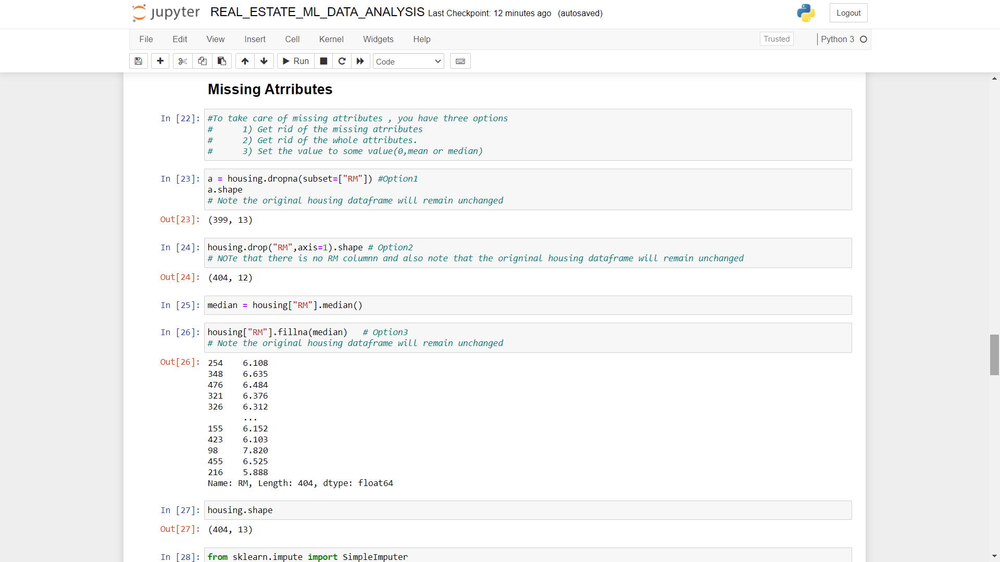 jupyter REAL_ESTATE_ML_DATA_ANALYSIS Last Checkpoint: 12 minutes ago (autosaved) Logout
File Edit View Insert Cell Kernel Widgets Help Trusted Python 3
Run Code
Missing Atrributes
In [22]: #To take care of missing attributes , you have three options
# 1) Get rid of the missing atrributes
# 2) Get rid of the whole attributes.
# 3) Set the value to some value(0,mean or median)
In [23]: a = housing.dropna(subset=["RM"]) #Option1
a.shape
# Note the original housing dataframe will remain unchanged
Out[23]: (399, 13)
In [24]: housing.drop("RM",axis=1).shape # Option2
# NOTe that there is no RM columnn and also note that the origninal housing dataframe will remain unchanged
Out[24]: (404, 12)
In [25]: median = housing["RM"].median()
In [26]: housing["RM"].fillna(median) # Option3
# Note the original housing dataframe will remain unchanged
Out[26]: 254 6.108
348 6.635
476 6.484
321 6.376
326 6.312
...
155 6.152
423 6.103
98 7.820
455 6.525
216 5.888
Name: RM, Length: 404, dtype: float64
In [27]: housing.shape
Out[27]: (404, 13)
In [28]: from sklearn.impute import SimpleImputer